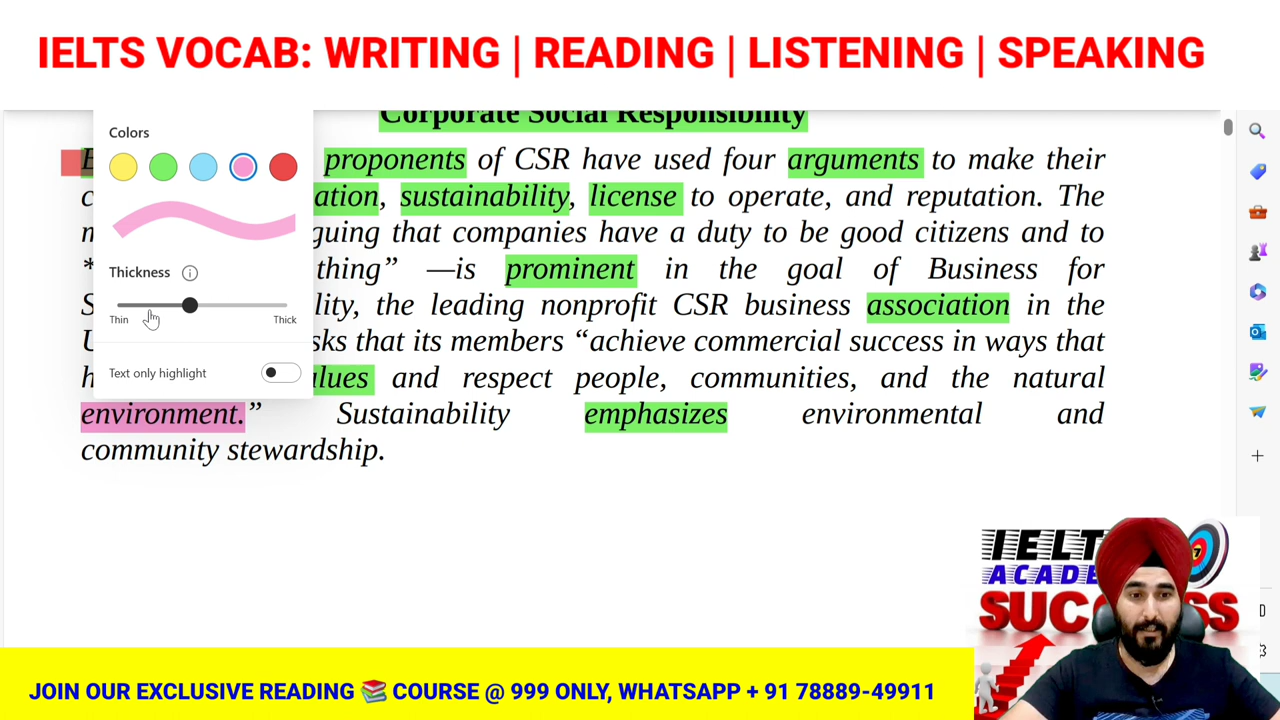 IELTS VOCAB: WRITING | READING | LISTENING | SPEAKING
Corporate Social Responsibility
Colors
proponents of CSR have used four arguments to make their
ation, sustainability, license to operate, and reputation. The
guing that companies have a duty to be good citizens and to
thing” —is prominent in the goal of Business for
Thickness
lity, the leading nonprofit CSR business association in the
Thin
Thick
sks that its members “achieve commercial success in ways that
Text only highlight
alues and respect people, communities, and the natural
environment.” Sustainability emphasizes environmental and
community stewardship.
IELT
ACADE
SUC SS
JOIN OUR EXCLUSIVE READING 📚 COURSE @ 999 ONLY, WHATSAPP + 91 78889-49911